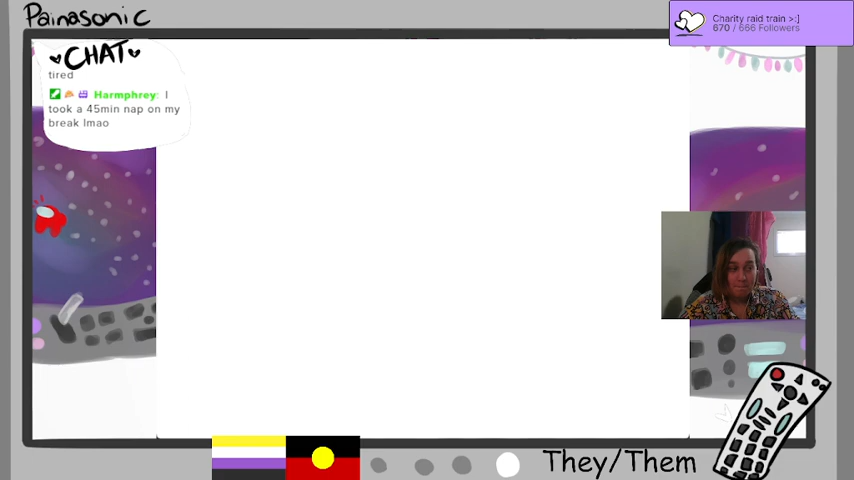 Painasonic
CHAT
tired
Harmphrey: I
took a 45min nap on my
break lmao
Charity raid train >:]
670 / 666 Followers
They/Them